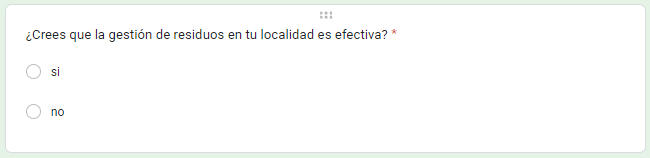 ¿Crees que la gestión de residuos en tu localidad es efectiva? *
si
no